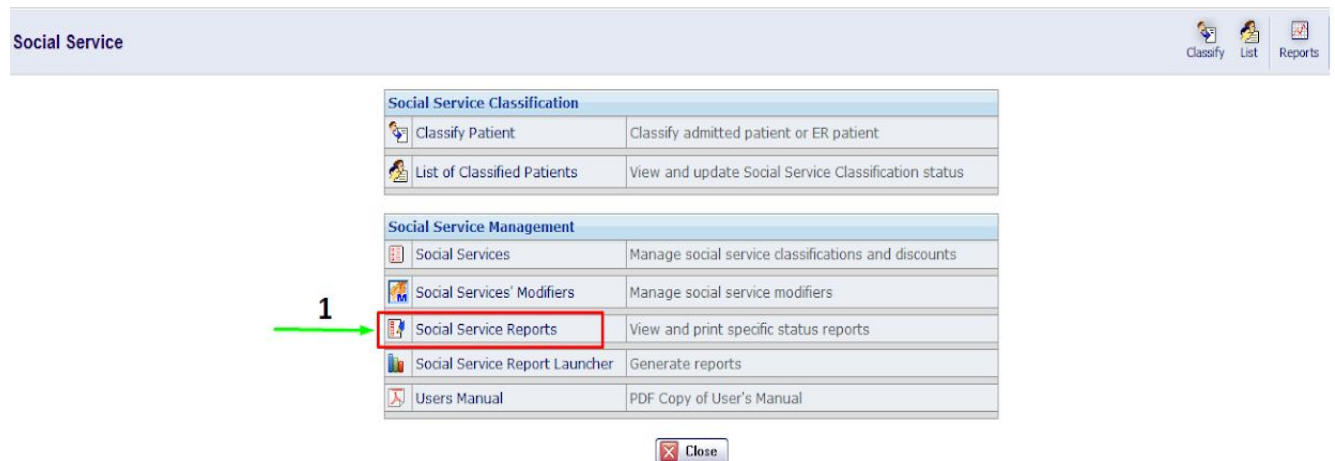 Social Service
Classify List Reports
Social Service Classification
Classify Patient Classify admitted patient or ER patient
List of Classified Patients View and update Social Service Classification status
Social Service Management
Social Services Manage social service classifications and discounts
Social Services' Modifiers Manage social service modifiers
1
Social Service Reports View and print specific status reports
Social Service Report Launcher Generate reports
Users Manual PDF Copy of User's Manual
Close